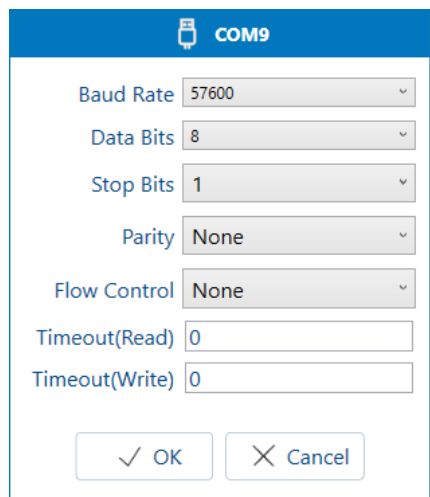 COM9
Baud Rate 57600
Data Bits 8
Stop Bits 1
Parity None
Flow Control None
Timeout(Read) 0
Timeout(Write) 0
OK Cancel